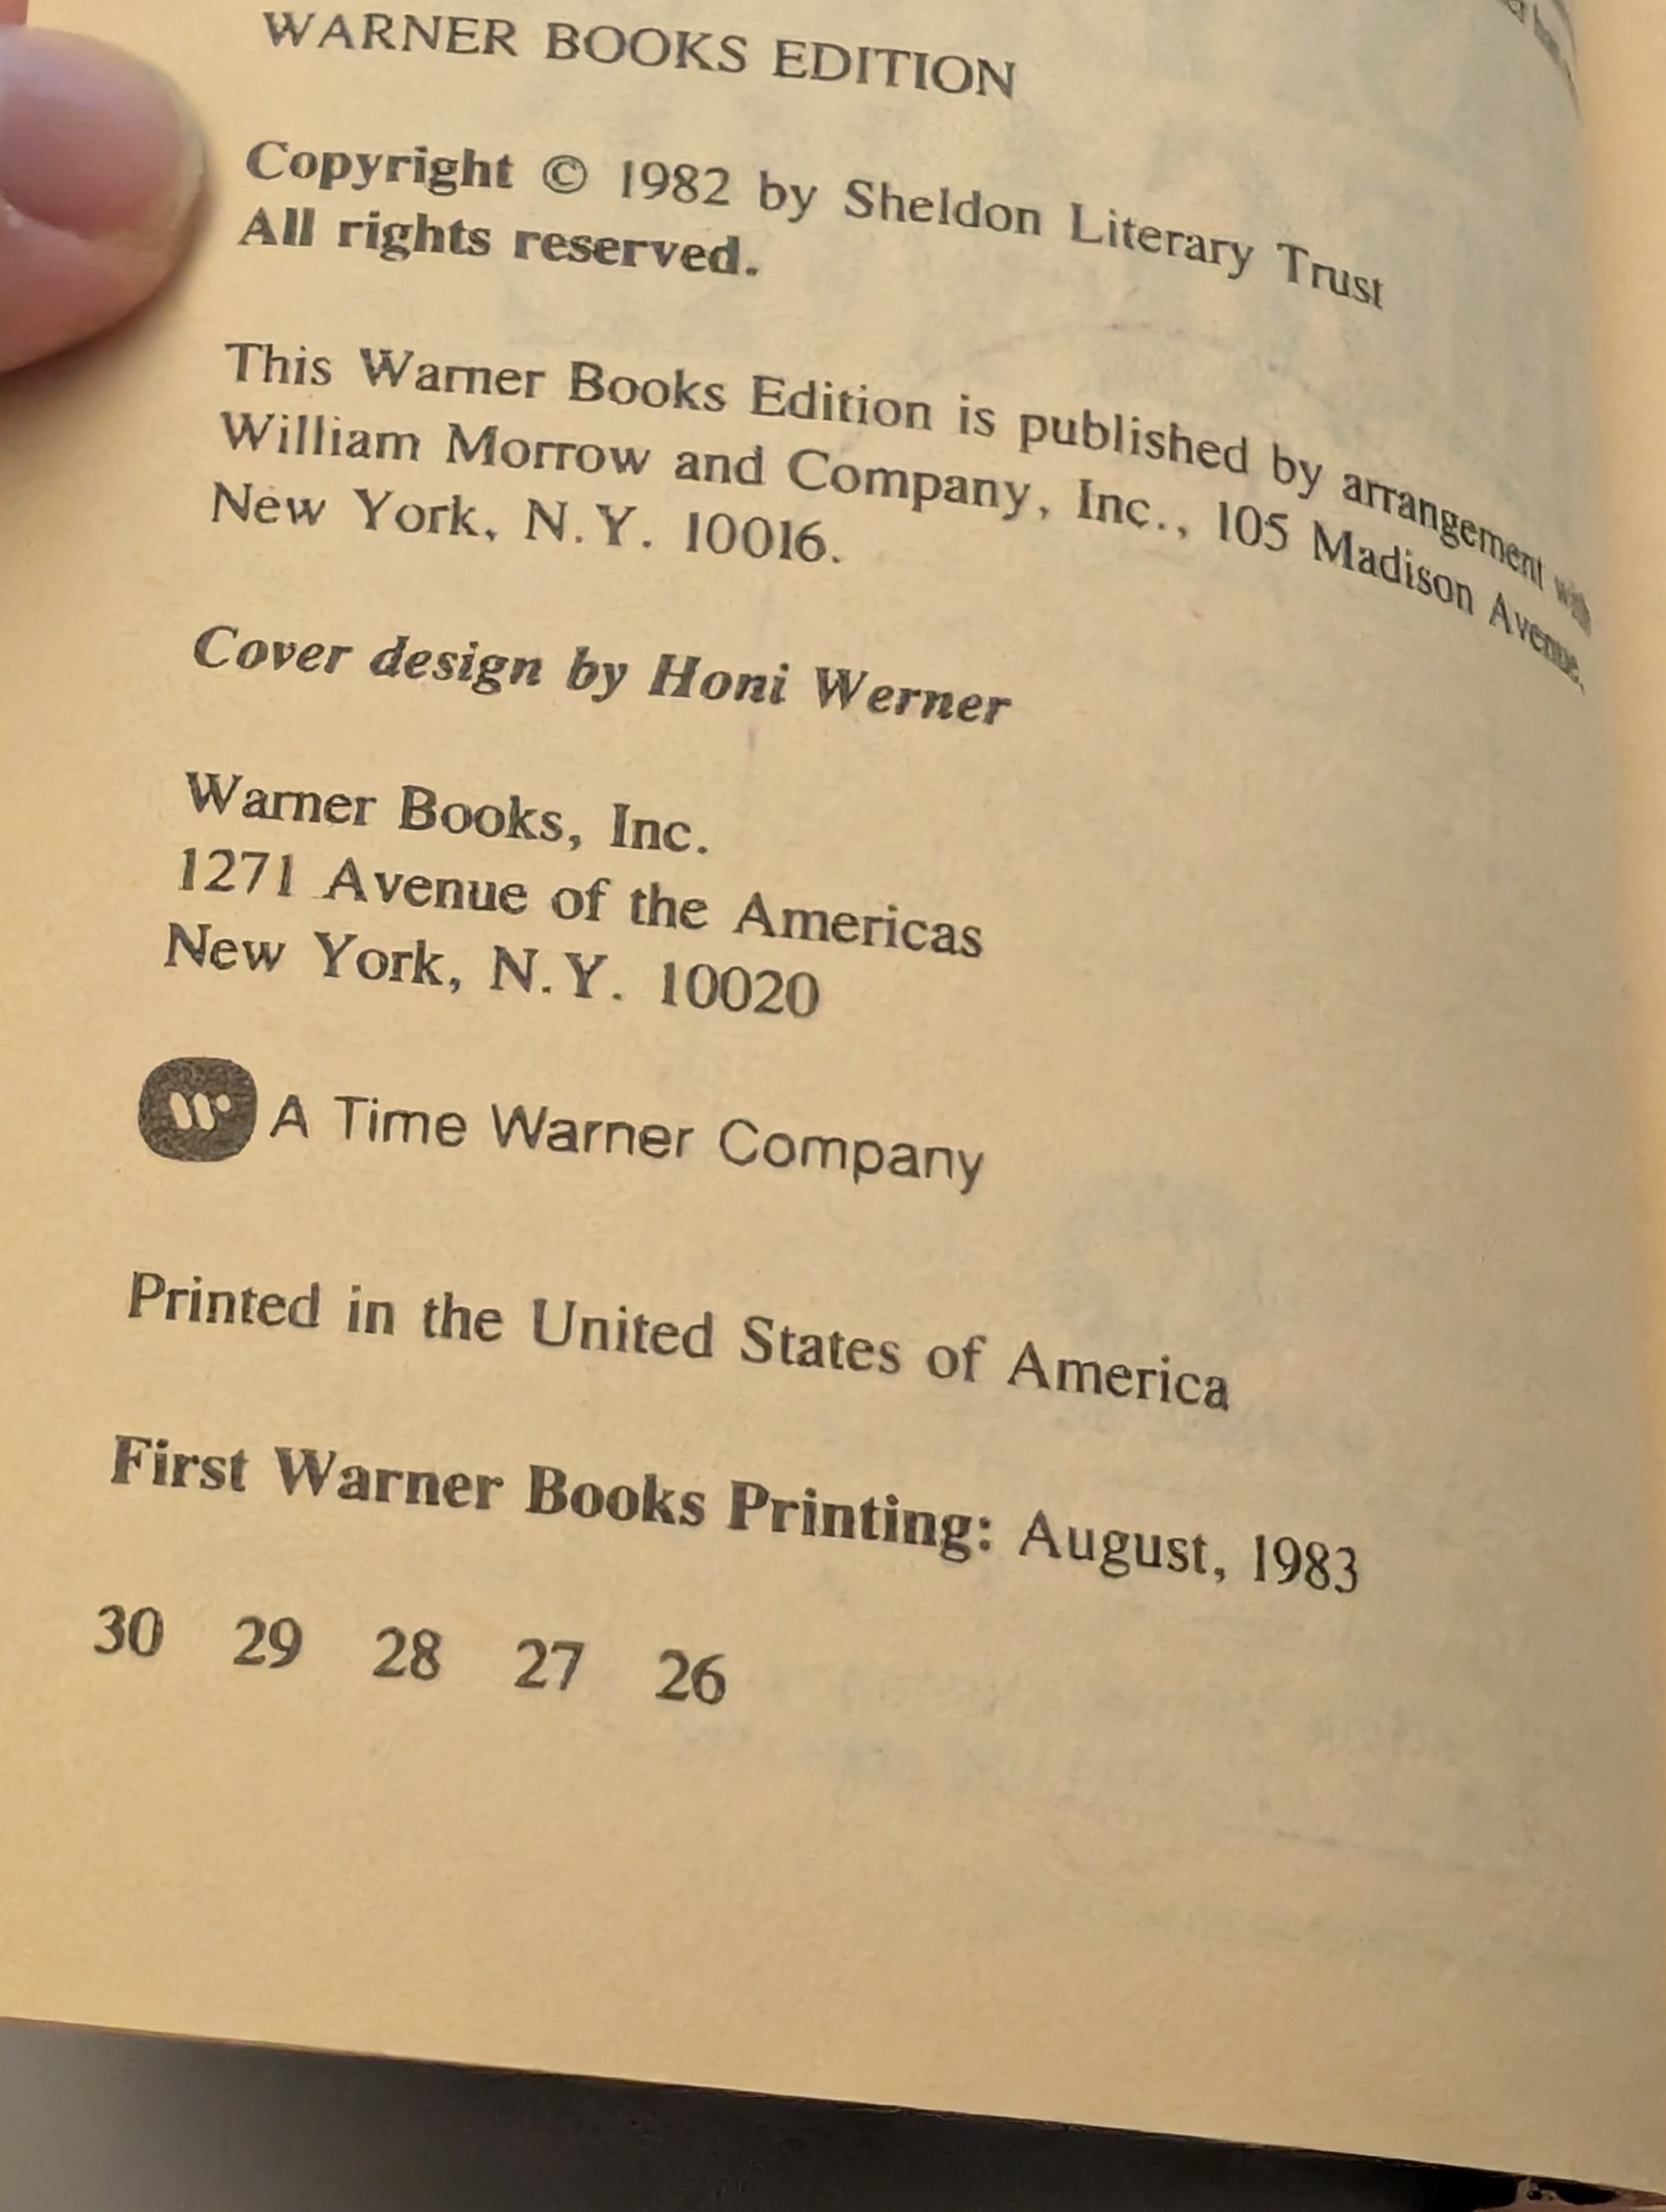 WARNER BOOKS EDITION
Copyright © 1982 by Sheldon Literary Trust
All rights reserved.
This Warner Books Edition is published by arrangement with
William Morrow and Company, Inc., 105 Madison Avenue,
New York, N.Y. 10016.
Cover design by Honi Werner
Warner Books, Inc.
1271 Avenue of the Americas
New York, N.Y. 10020
A Time Warner Company
Printed in the United States of America
First Warner Books Printing: August, 1983
30 29 28 27 26